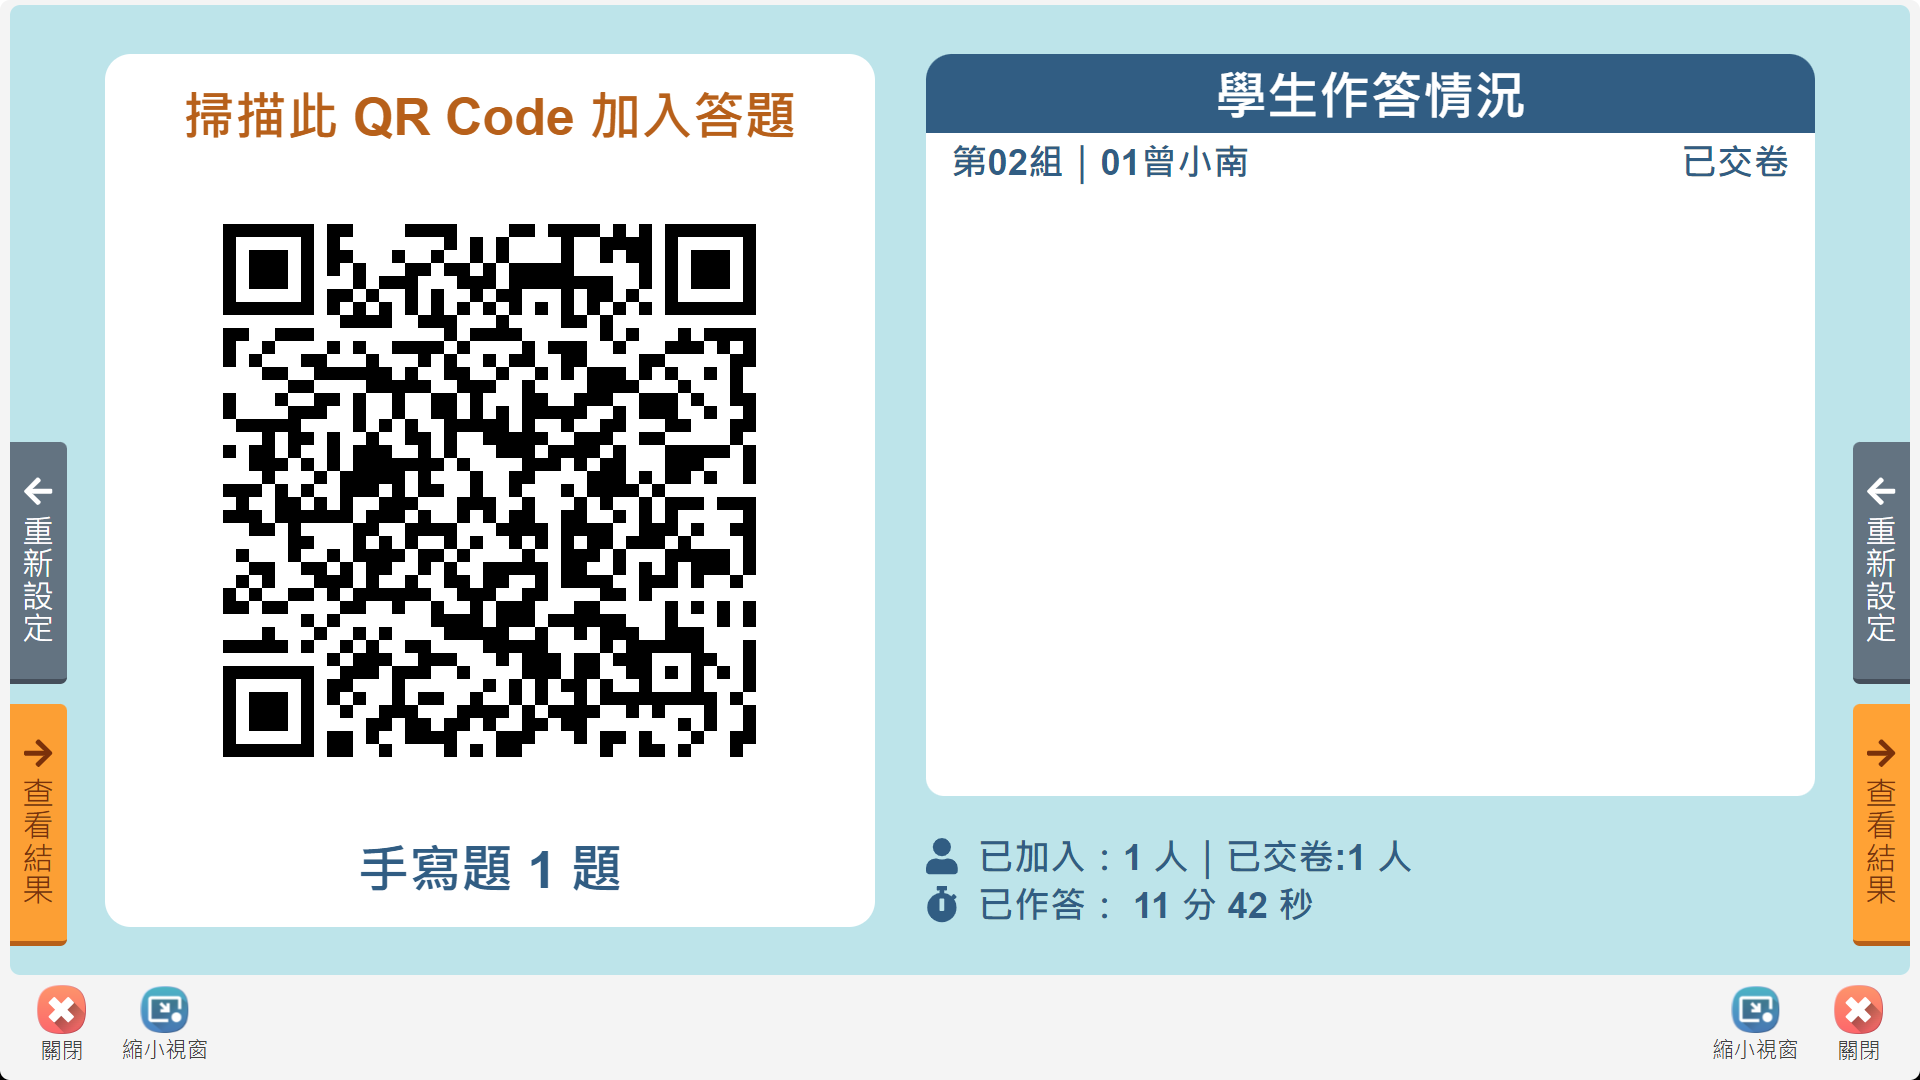 掃描此 QR Code 加入答題
手寫題 1 題
學生作答情況
第02組 | 01曾小南 已交卷
已加入：1 人 | 已交卷:1 人
已作答： 11 分 42 秒
重新設定
查看結果
重新設定
查看結果
關閉
縮小視窗
縮小視窗
關閉